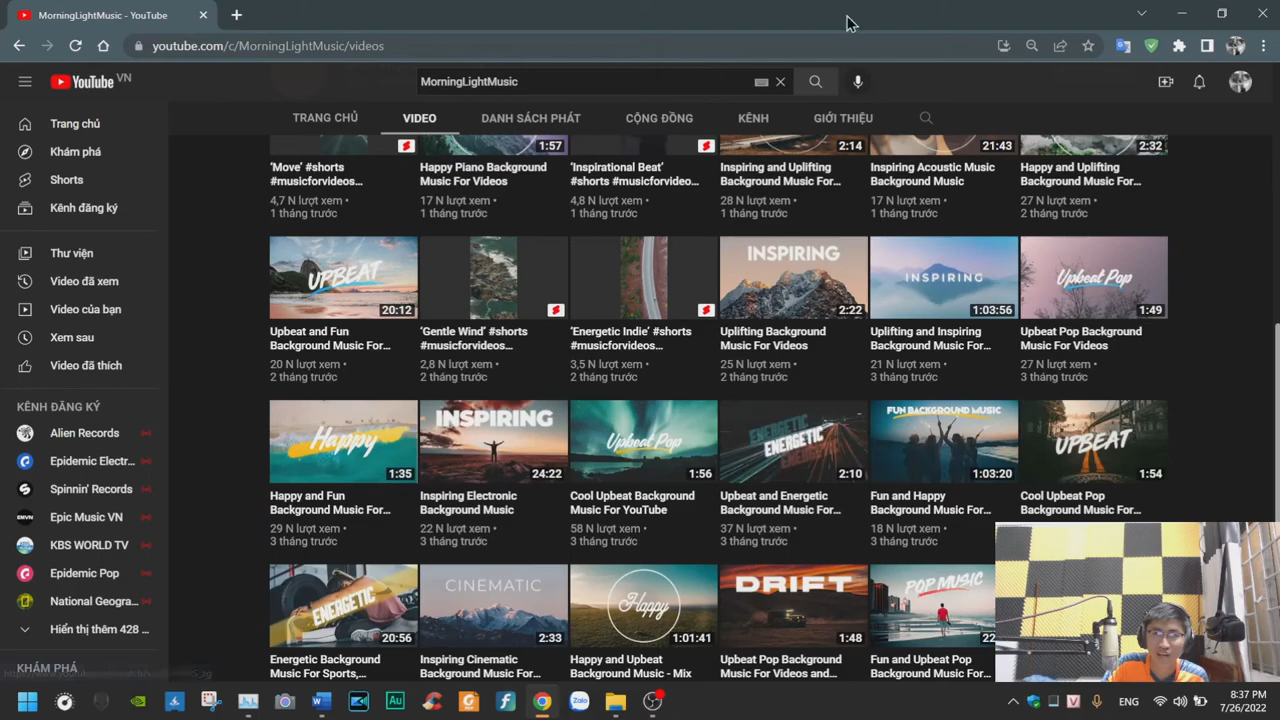 MorningLightMusic - YouTube
youtube.com/c/MorningLightMusic/videos
YouTube VN
MorningLightMusic
TRANG CHỦ VIDEO DANH SÁCH PHÁT CỘNG ĐỒNG KÊNH GIỚI THIỆU
Trang chủ
Khám phá
Shorts
Kênh đăng ký
Thư viện
Video đã xem
Video của bạn
Xem sau
Video đã thích
KÊNH ĐĂNG KÝ
Alien Records
Epidemic Electr...
Spinnin' Records
Epic Music VN
KBS WORLD TV
Epidemic Pop
National Geogra...
Hiển thị thêm 428 ...
KHÁM PHÁ
1:57 2:14 21:43 2:32
'Move' #shorts
#musicforvideos...
4,7 N lượt xem •
1 tháng trước
Happy Piano Background
Music For Videos
17 N lượt xem •
1 tháng trước
'Inspirational Beat'
#shorts #musicforvideo...
4,8 N lượt xem •
1 tháng trước
Inspiring and Uplifting
Background Music For...
28 N lượt xem •
1 tháng trước
Inspiring Acoustic Music
Background Music
17 N lượt xem •
1 tháng trước
Happy and Uplifting
Background Music For...
27 N lượt xem •
2 tháng trước
UPBEAT
20:12
Upbeat and Fun
Background Music For...
20 N lượt xem •
2 tháng trước
'Gentle Wind' #shorts
#musicforvideos...
2,8 N lượt xem •
2 tháng trước
'Energetic Indie' #shorts
#musicforvideos...
3,5 N lượt xem •
2 tháng trước
INSPIRING
2:22
Uplifting Background
Music For Videos
25 N lượt xem •
2 tháng trước
INSPIRING
1:03:56
Uplifting and Inspiring
Background Music For...
21 N lượt xem •
3 tháng trước
Upbeat Pop
1:49
Upbeat Pop Background
Music For Videos
27 N lượt xem •
3 tháng trước
Happy
1:35
Happy and Fun
Background Music For...
29 N lượt xem •
3 tháng trước
INSPIRING
24:22
Inspiring Electronic
Background Music
22 N lượt xem •
3 tháng trước
Upbeat Pop
1:56
Cool Upbeat Background
Music For YouTube
58 N lượt xem •
3 tháng trước
ENERGETIC
ENERGETIC
ENERGETIC
2:10
Upbeat and Energetic
Background Music For...
37 N lượt xem •
3 tháng trước
FUN BACKGROUND MUSIC
1:03:20
Fun and Happy
Background Music For...
18 N lượt xem •
3 tháng trước
UPBEAT
1:54
Cool Upbeat Pop
Background Music For...
ENERGETIC
20:56
Energetic Background
Music For Sports,...
CINEMATIC
2:33
Inspiring Cinematic
Background Music For...
Happy
1:01:41
Happy and Upbeat
Background Music - Mix
DRIFT
1:48
Upbeat Pop Background
Music For Videos and...
POP MUSIC
22
Fun and Upbeat Pop
Background Music For...
Au
Zalo
V
ENG
8:37 PM
7/26/2022